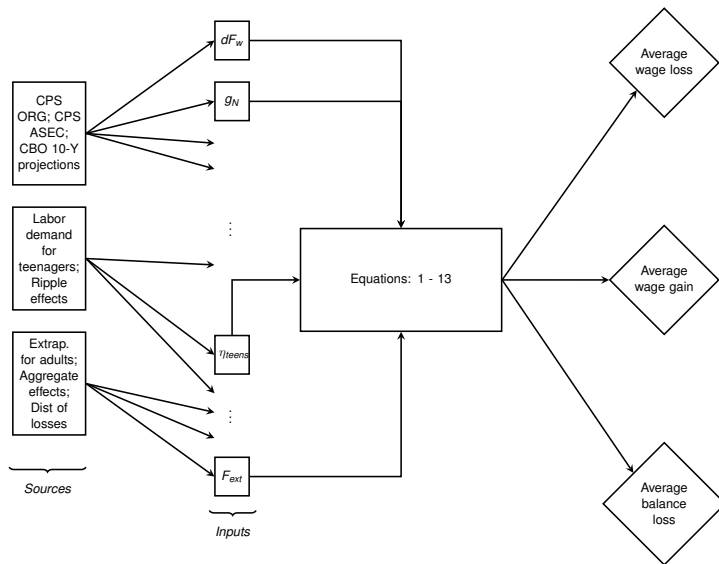 CPS
ORG; CPS
ASEC;
CBO 10-Y
projections
Labor
demand
for
teenagers;
Ripple
effects
Extrap.
for adults;
Aggregate
effects;
Dist of
losses
Sources
dF_w
g_N
⋮
η_teens
⋮
F_ext
Inputs
Equations: 1 - 13
Average
wage loss
Average
wage gain
Average
balance
loss